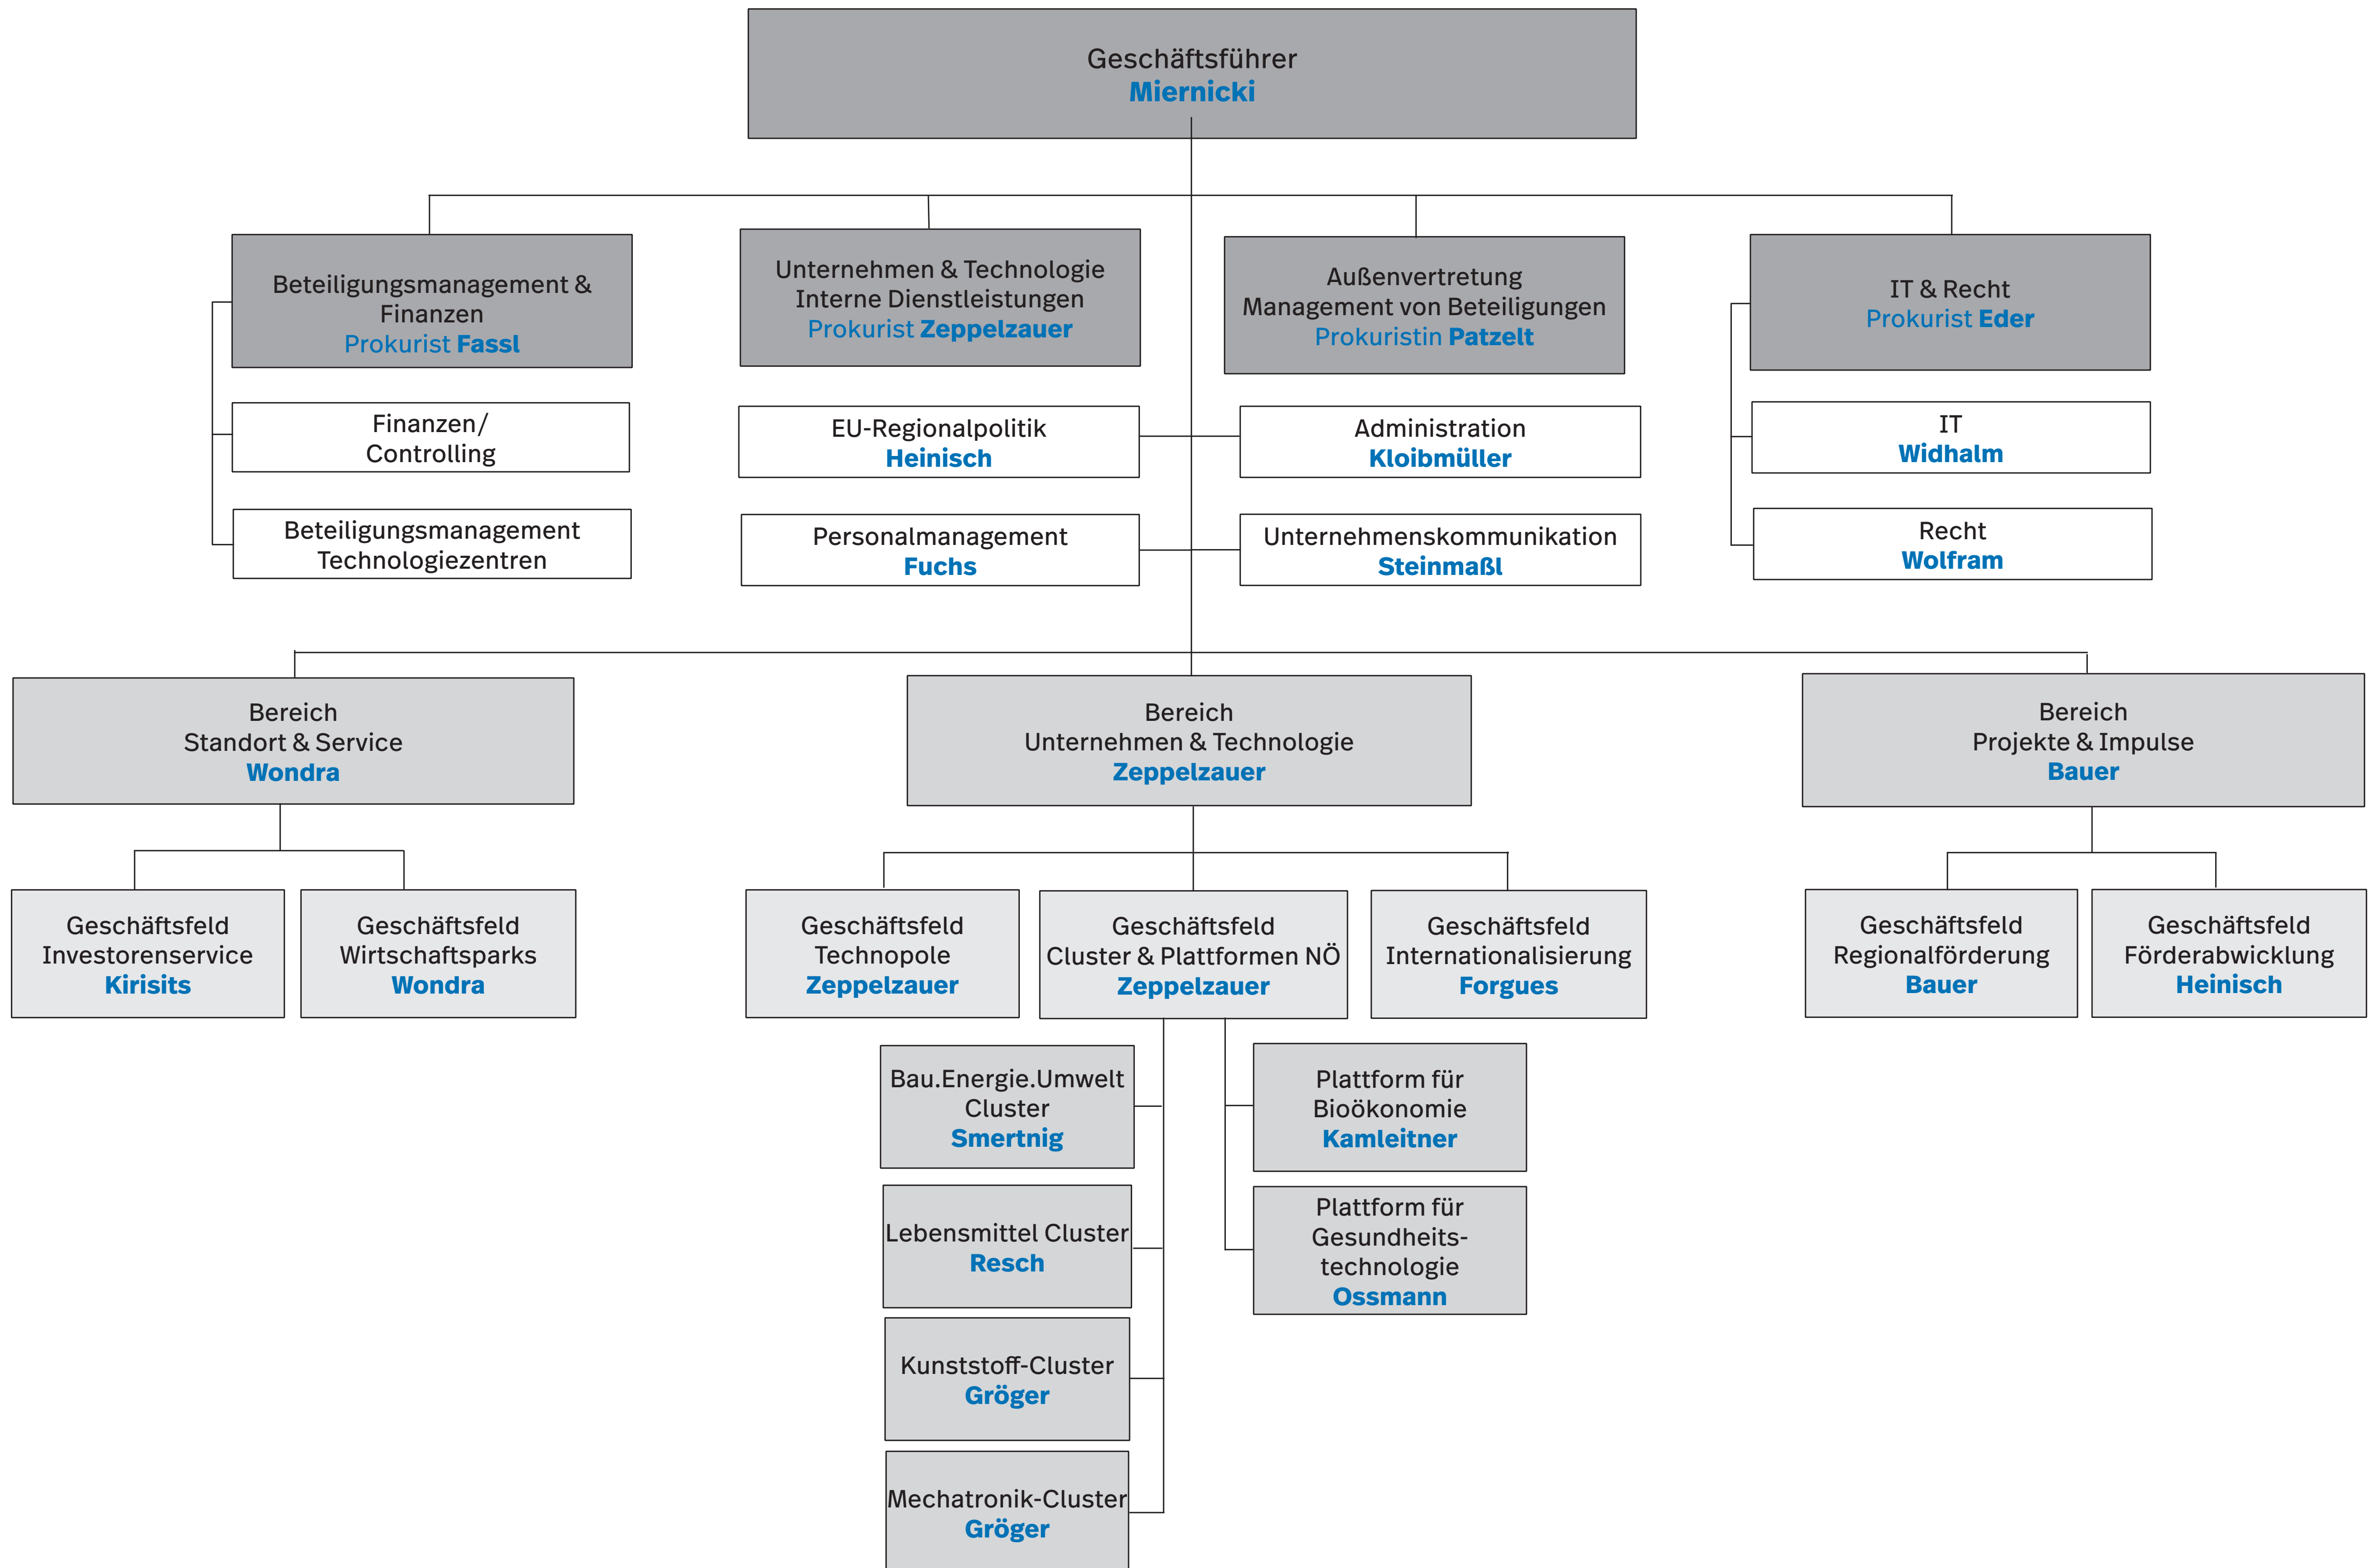 Geschäftsführer
Miernicki
Beteiligungsmanagement &
Finanzen
Prokurist Fassl
Unternehmen & Technologie
Interne Dienstleistungen
Prokurist Zeppelzauer
Außenvertretung
Management von Beteiligungen
Prokuristin Patzelt
IT & Recht
Prokurist Eder
Finanzen/
Controlling
EU-Regionalpolitik
Heinisch
Administration
Kloibmüller
IT
Widhalm
Beteiligungsmanagement
Technologiezentren
Personalmanagement
Fuchs
Unternehmenskommunikation
Steinmaßl
Recht
Wolfram
Bereich
Standort & Service
Wondra
Bereich
Unternehmen & Technologie
Zeppelzauer
Bereich
Projekte & Impulse
Bauer
Geschäftsfeld
Investorenservice
Kirisits
Geschäftsfeld
Wirtschaftsparks
Wondra
Geschäftsfeld
Technopole
Zeppelzauer
Geschäftsfeld
Cluster & Plattformen NÖ
Zeppelzauer
Geschäftsfeld
Internationalisierung
Forgues
Geschäftsfeld
Regionalförderung
Bauer
Geschäftsfeld
Förderabwicklung
Heinisch
Bau.Energie.Umwelt
Cluster
Smertnig
Plattform für
Bioökonomie
Kamleitner
Lebensmittel Cluster
Resch
Plattform für
Gesundheits-
technologie
Ossmann
Kunststoff-Cluster
Gröger
Mechatronik-Cluster
Gröger